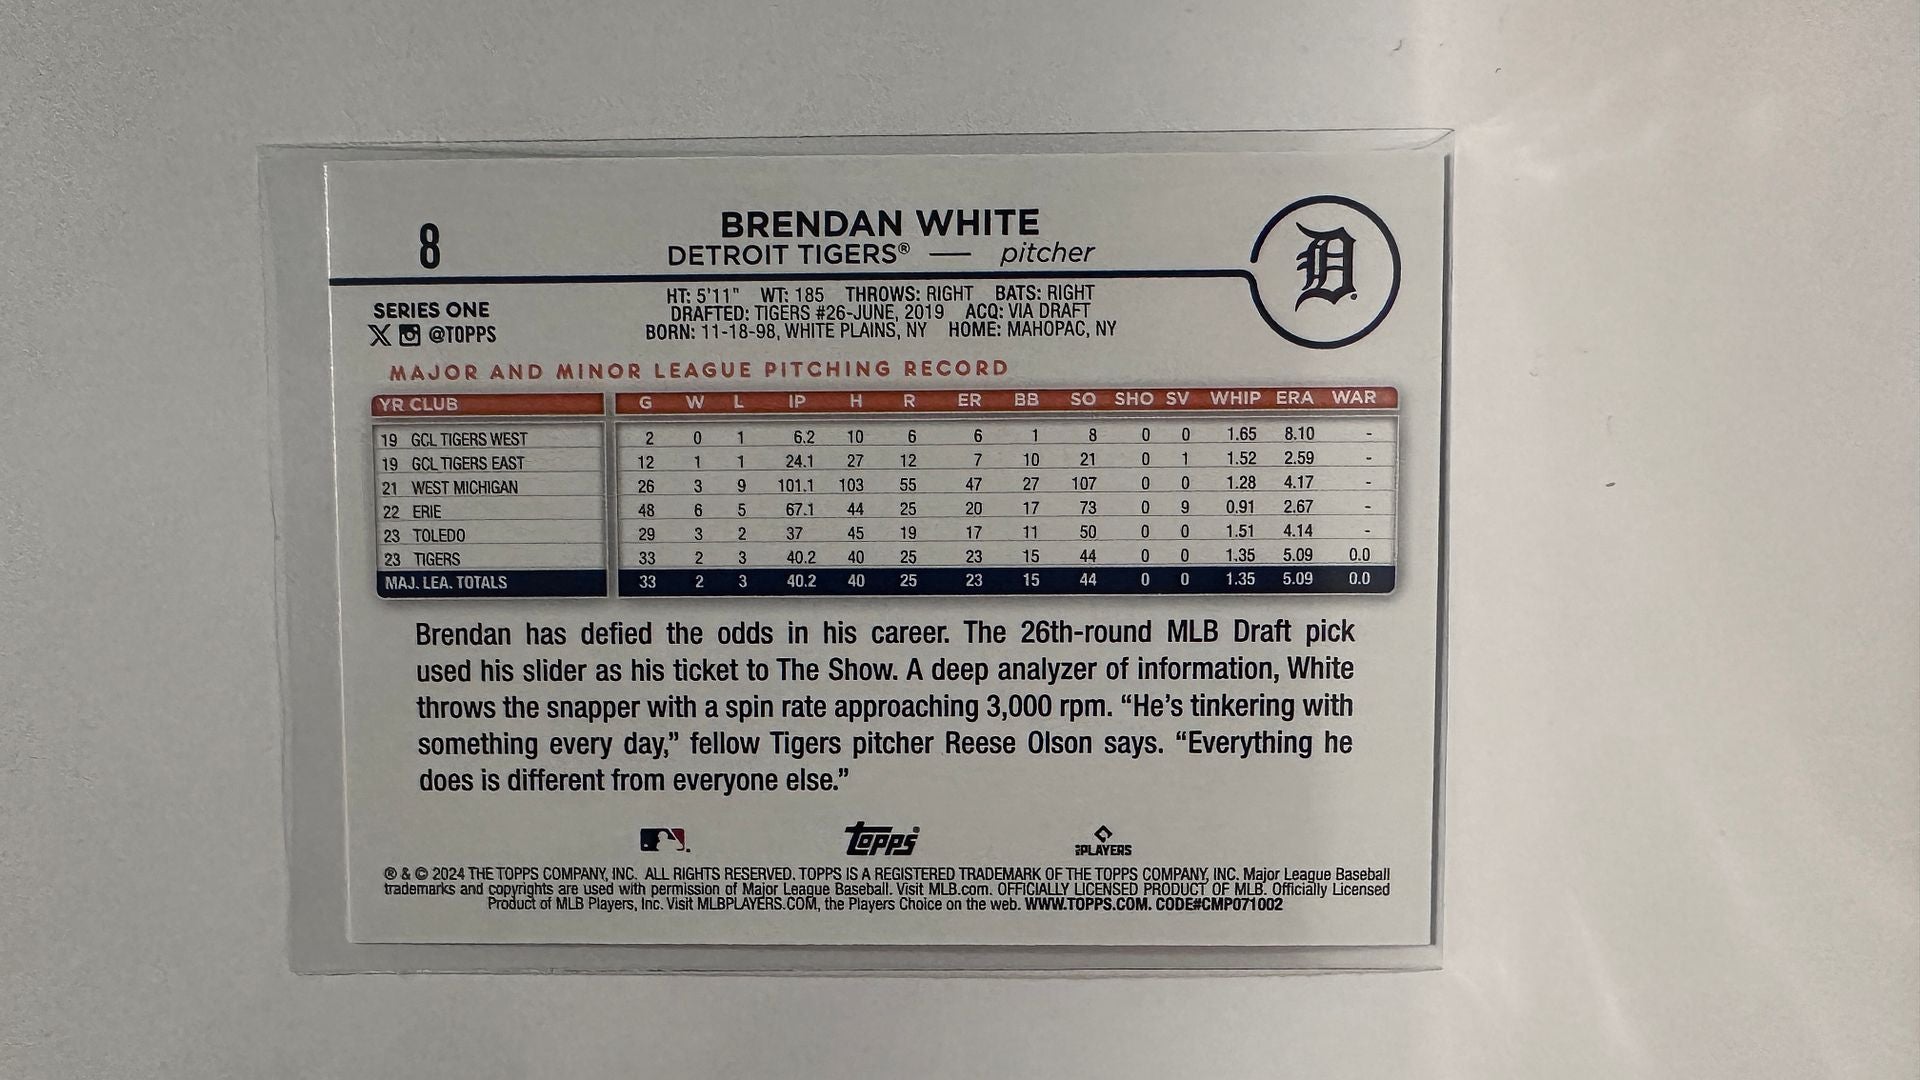 8
BRENDAN WHITE
DETROIT TIGERS® — pitcher
D
SERIES ONE
X @TOPPS
HT: 5'11" WT: 185 THROWS: RIGHT BATS: RIGHT
DRAFTED: TIGERS #26-JUNE, 2019 ACQ: VIA DRAFT
BORN: 11-18-98, WHITE PLAINS, NY HOME: MAHOPAC, NY
MAJOR AND MINOR LEAGUE PITCHING RECORD
YR CLUB G W L IP H R ER BB SO SHO SV WHIP ERA WAR
19 GCL TIGERS WEST 2 0 1 6.2 10 6 6 1 8 0 0 1.65 8.10 -
19 GCL TIGERS EAST 12 1 1 24.1 27 12 7 10 21 0 1 1.52 2.59 -
21 WEST MICHIGAN 26 3 9 101.1 103 55 47 27 107 0 0 1.28 4.17 -
22 ERIE 48 6 5 67.1 44 25 20 17 73 0 9 0.91 2.67 -
23 TOLEDO 29 3 2 37 45 19 17 11 50 0 0 1.51 4.14 -
23 TIGERS 33 2 3 40.2 40 25 23 15 44 0 0 1.35 5.09 0.0
MAJ. LEA. TOTALS 33 2 3 40.2 40 25 23 15 44 0 0 1.35 5.09 0.0
Brendan has defied the odds in his career. The 26th-round MLB Draft pick
used his slider as his ticket to The Show. A deep analyzer of information, White
throws the snapper with a spin rate approaching 3,000 rpm. “He’s tinkering with
something every day,” fellow Tigers pitcher Reese Olson says. “Everything he
does is different from everyone else.”
Topps
PLAYERS
® & © 2024 THE TOPPS COMPANY, INC. ALL RIGHTS RESERVED. TOPPS IS A REGISTERED TRADEMARK OF THE TOPPS COMPANY, INC. Major League Baseball
trademarks and copyrights are used with permission of Major League Baseball. Visit MLB.com. OFFICIALLY LICENSED PRODUCT OF MLB. Officially Licensed
Product of MLB Players, Inc. Visit MLBPLAYERS.COM, the Players Choice on the web. WWW.TOPPS.COM. CODE#CMP071002